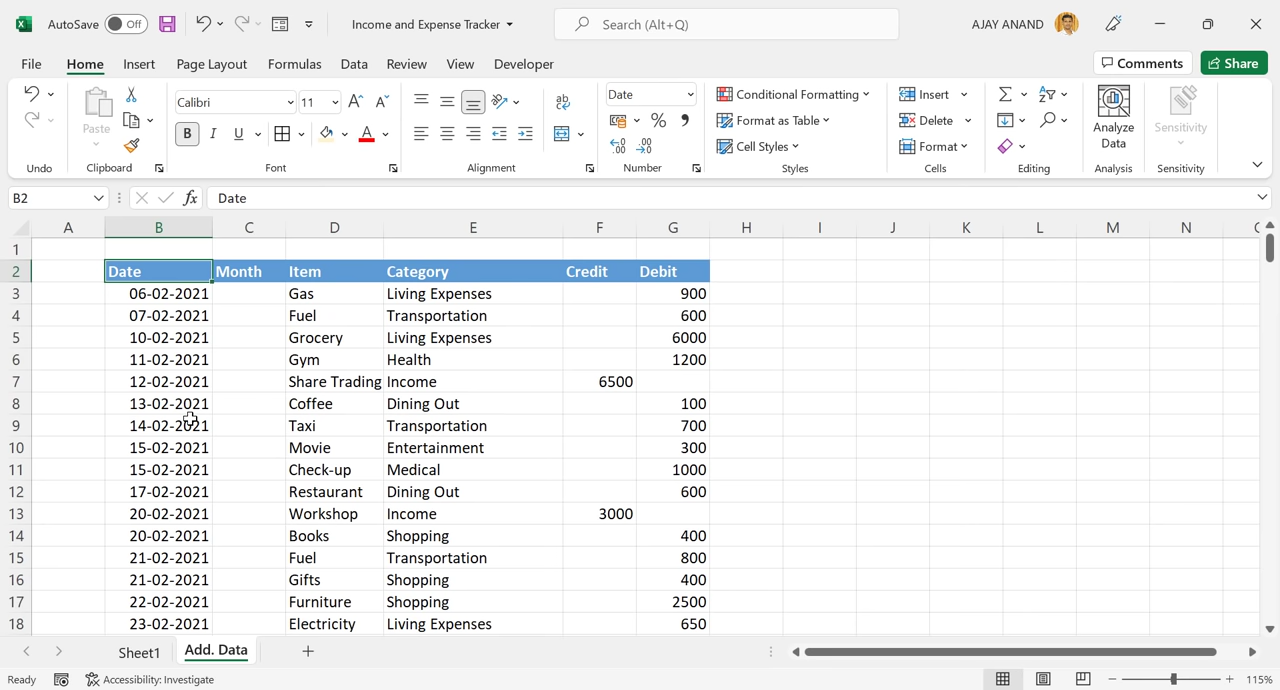 AutoSave Off Income and Expense Tracker Search (Alt+Q) AJAY ANAND
File Home Insert Page Layout Formulas Data Review View Developer Comments Share
Calibri 11 Date Conditional Formatting Insert
Paste Format as Table Delete Analyze Data Sensitivity
Cell Styles Format
Undo Clipboard Font Alignment Number Styles Cells Editing Analysis Sensitivity
B2 fx Date
A B C D E F G H I J K L M N
1
2 Date Month Item Category Credit Debit
3 06-02-2021 Gas Living Expenses 900
4 07-02-2021 Fuel Transportation 600
5 10-02-2021 Grocery Living Expenses 6000
6 11-02-2021 Gym Health 1200
7 12-02-2021 Share Trading Income 6500
8 13-02-2021 Coffee Dining Out 100
9 14-02-2021 Taxi Transportation 700
10 15-02-2021 Movie Entertainment 300
11 15-02-2021 Check-up Medical 1000
12 17-02-2021 Restaurant Dining Out 600
13 20-02-2021 Workshop Income 3000
14 20-02-2021 Books Shopping 400
15 21-02-2021 Fuel Transportation 800
16 21-02-2021 Gifts Shopping 400
17 22-02-2021 Furniture Shopping 2500
18 23-02-2021 Electricity Living Expenses 650
Sheet1 Add. Data
Ready Accessibility: Investigate 115%